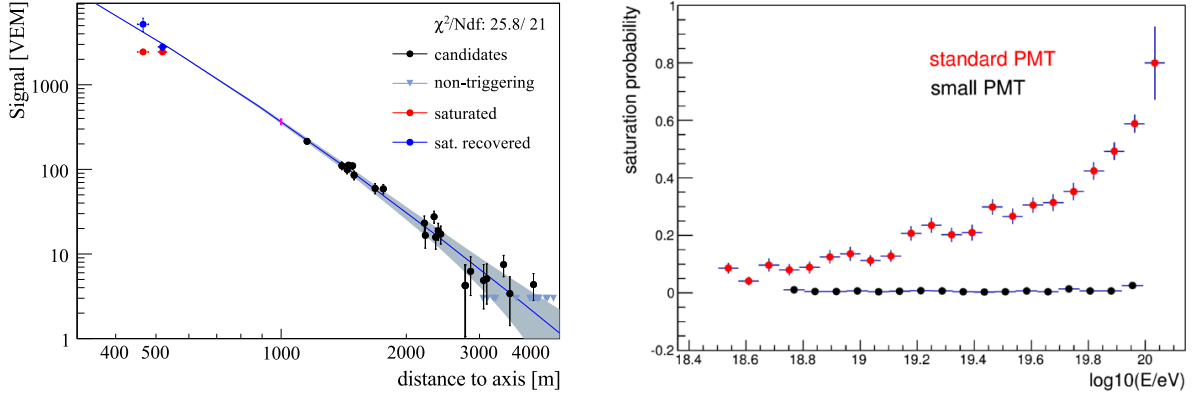 Signal [VEM]
χ²/Ndf: 25.8/ 21
candidates
non-triggering
saturated
sat. recovered
1000
100
10
1
400 500 1000 2000 3000 4000
distance to axis [m]
saturation probability
standard PMT
small PMT
1
0.8
0.6
0.4
0.2
0
-0.2
18.4 18.6 18.8 19 19.2 19.4 19.6 19.8 20
log10(E/eV)